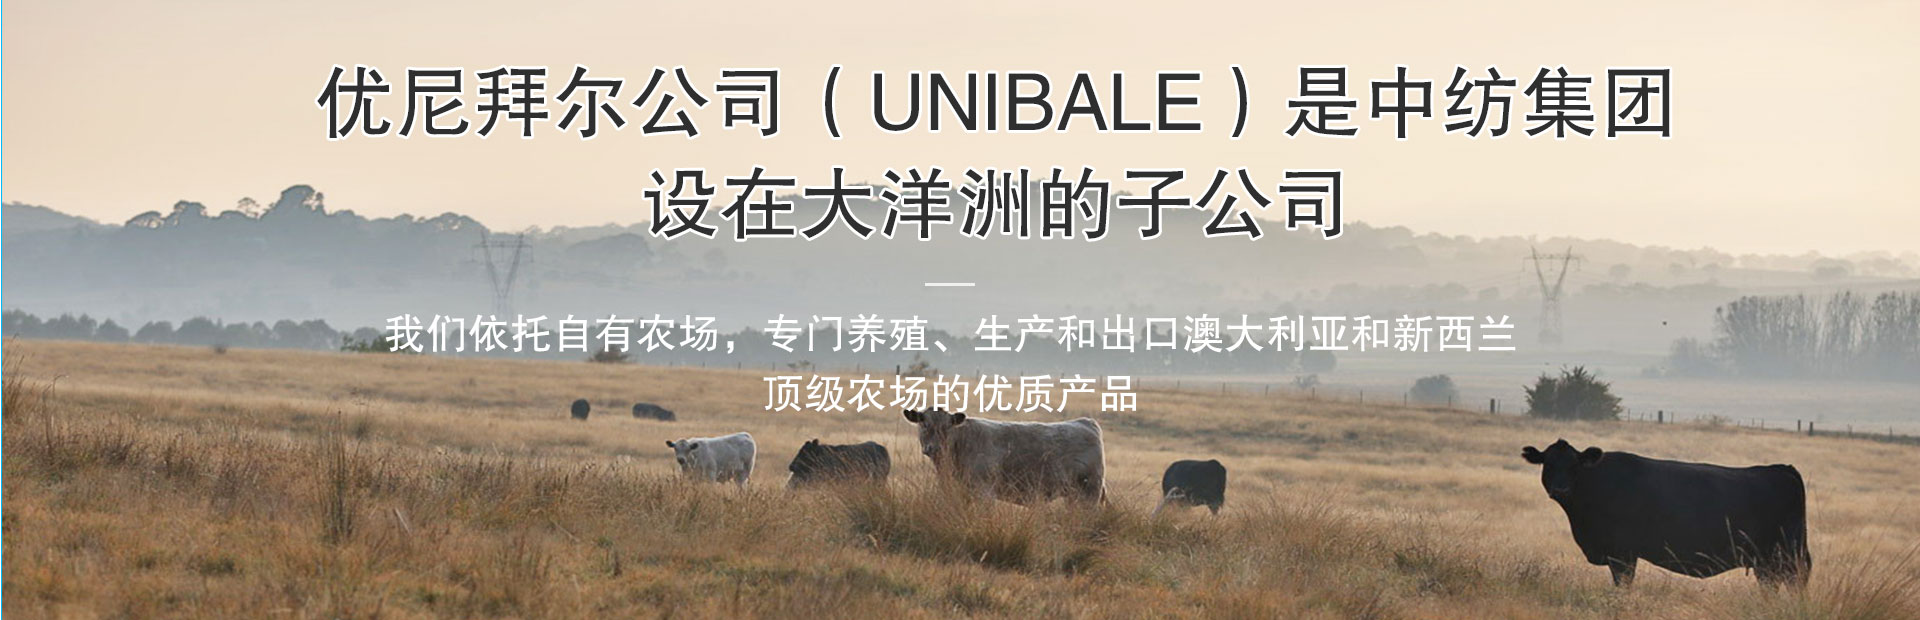 优尼拜尔公司（UNIBALE）是中纺集团
设在大洋洲的子公司
我们依托自有农场，专门养殖、生产和出口澳大利亚和新西兰
顶级农场的优质产品